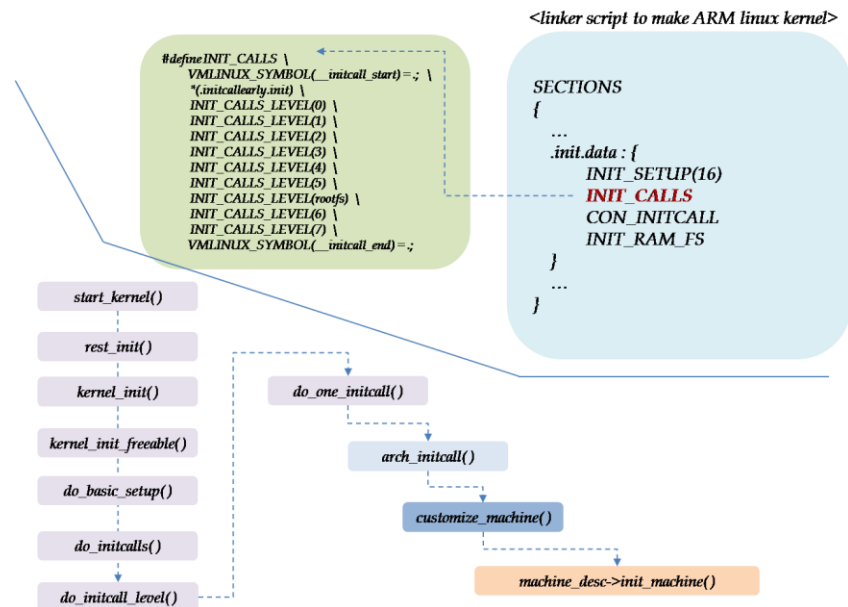 <linker script to make ARM linux kernel>
#define INIT_CALLS \
VMLINUX_SYMBOL(__initcall_start) = .; \
*(.initcallearly.init) \
INIT_CALLS_LEVEL(0) \
INIT_CALLS_LEVEL(1) \
INIT_CALLS_LEVEL(2) \
INIT_CALLS_LEVEL(3) \
INIT_CALLS_LEVEL(4) \
INIT_CALLS_LEVEL(5) \
INIT_CALLS_LEVEL(rootfs) \
INIT_CALLS_LEVEL(6) \
INIT_CALLS_LEVEL(7) \
VMLINUX_SYMBOL(__initcall_end) = .;
SECTIONS
{
...
.init.data : {
INIT_SETUP(16)
INIT_CALLS
CON_INITCALL
INIT_RAM_FS
}
...
}
start_kernel()
rest_init()
kernel_init()
kernel_init_freeable()
do_basic_setup()
do_initcalls()
do_initcall_level()
do_one_initcall()
arch_initcall()
customize_machine()
machine_desc->init_machine()